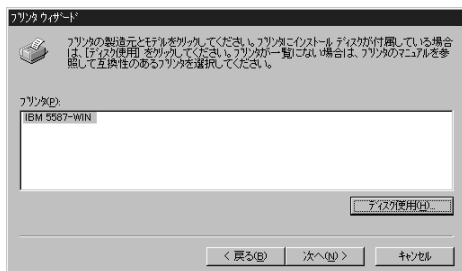 プリンタ ウィザード
プリンタの製造元とモデルをクリックしてください。プリンタにインストール ディスクが付属している場合
は、[ディスク使用] をクリックしてください。プリンタが一覧にない場合は、プリンタのマニュアルを参
照して互換性のあるプリンタを選択してください。
プリンタ(P):
IBM 5587-WIN
ディスク使用(H)...
< 戻る(B)
次へ(N) >
キャンセル